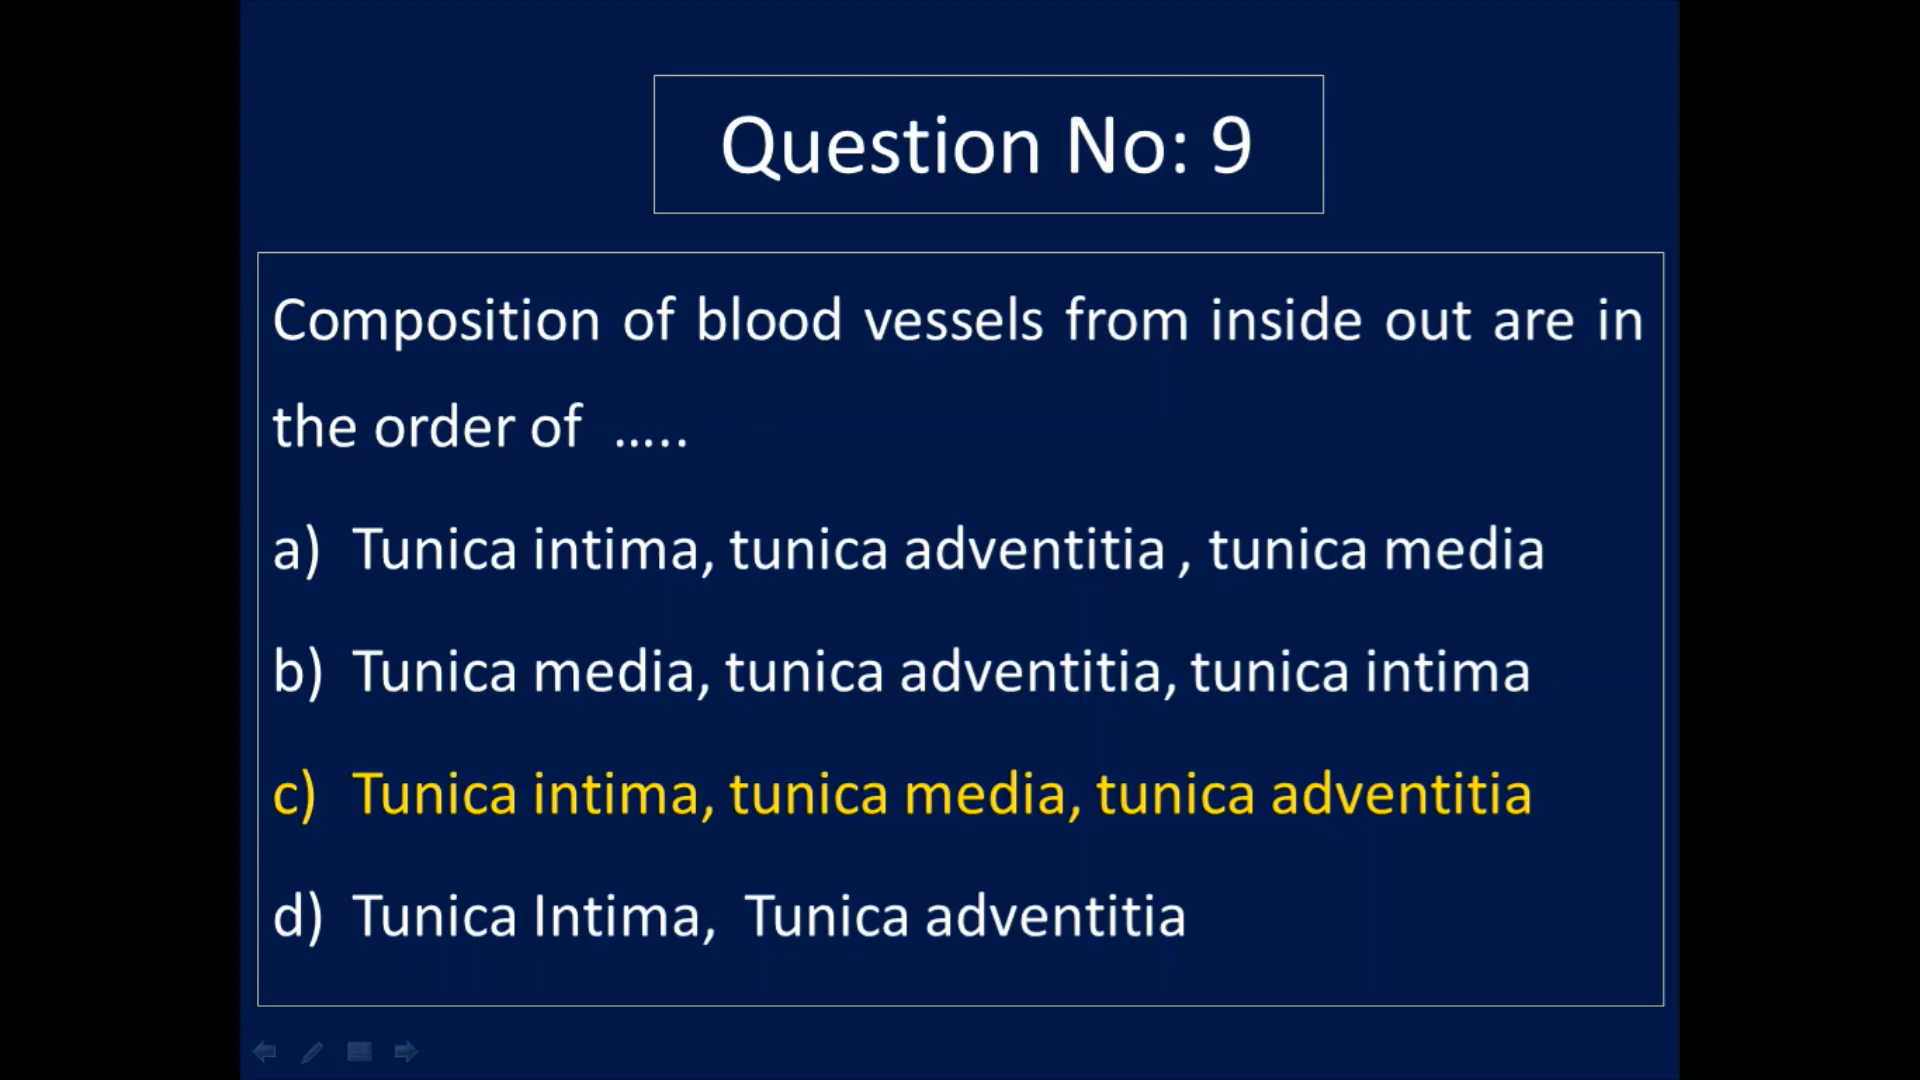 Question No: 9
Composition of blood vessels from inside out are in
the order of …..
a) Tunica intima, tunica adventitia , tunica media
b) Tunica media, tunica adventitia, tunica intima
c) Tunica intima, tunica media, tunica adventitia
d) Tunica Intima, Tunica adventitia